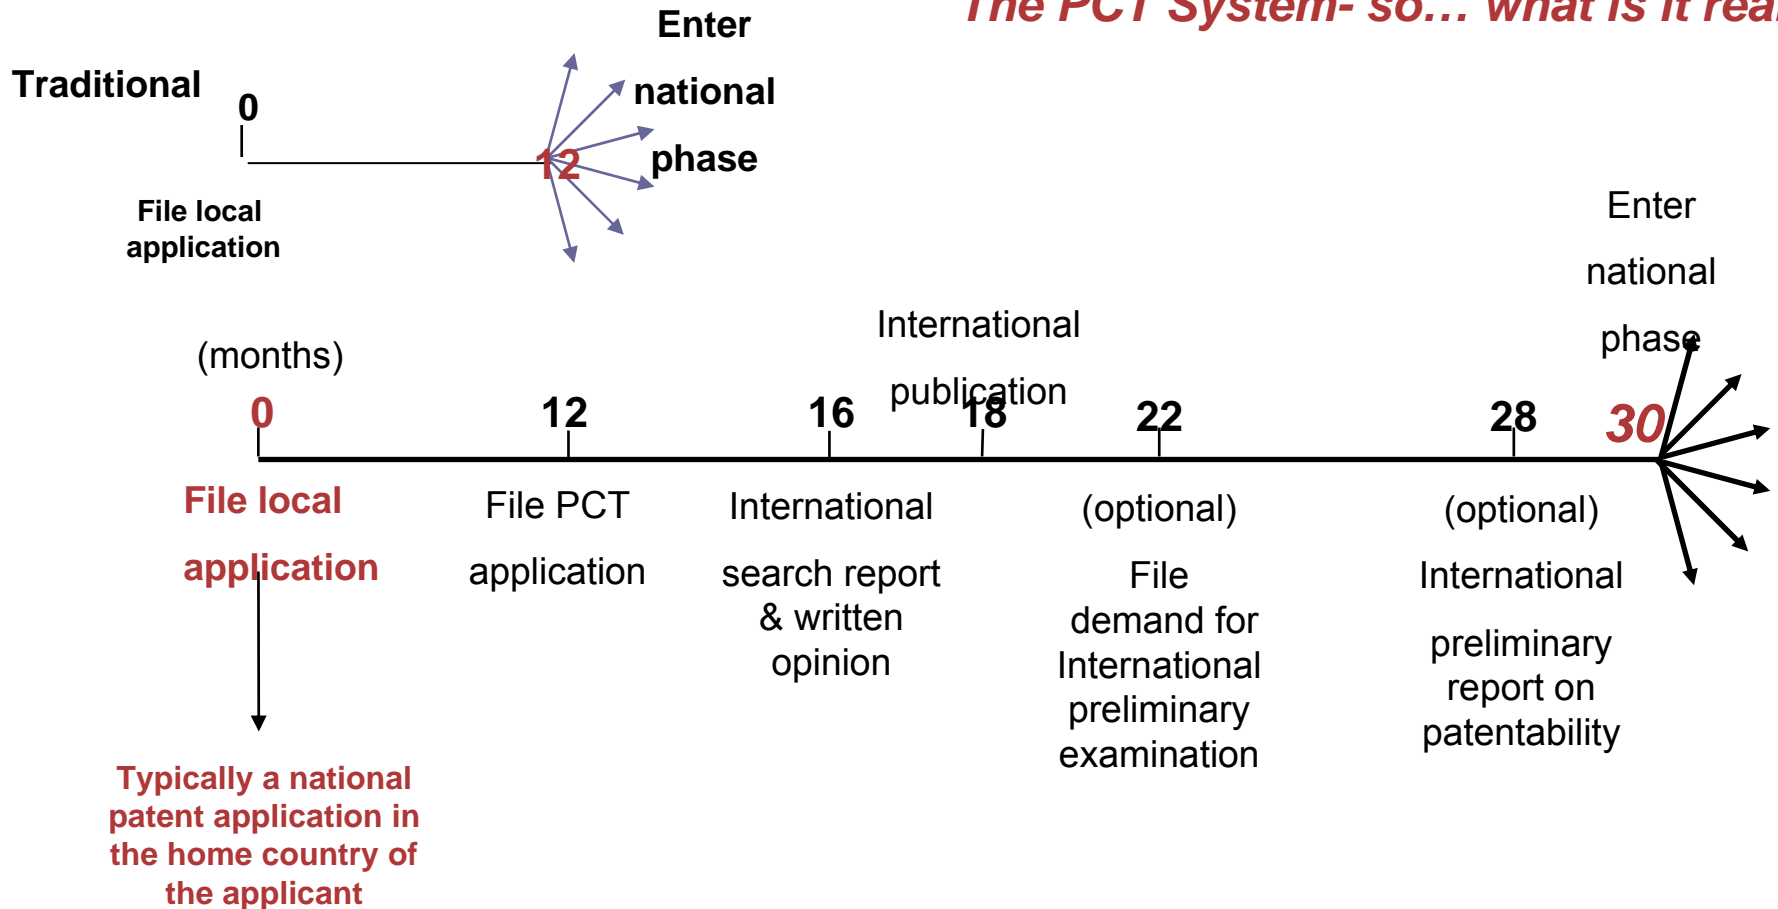 The PCT System- so… what is it real
Traditional
0
12
Enter
national
phase
File local
application
(months)
International
publication
Enter
national
phase
0
12
16
18
22
28
30
File local
application
File PCT
application
International
search report
& written
opinion
(optional)
File
demand for
International
preliminary
examination
(optional)
International
preliminary
report on
patentability
Typically a national
patent application in
the home country of
the applicant